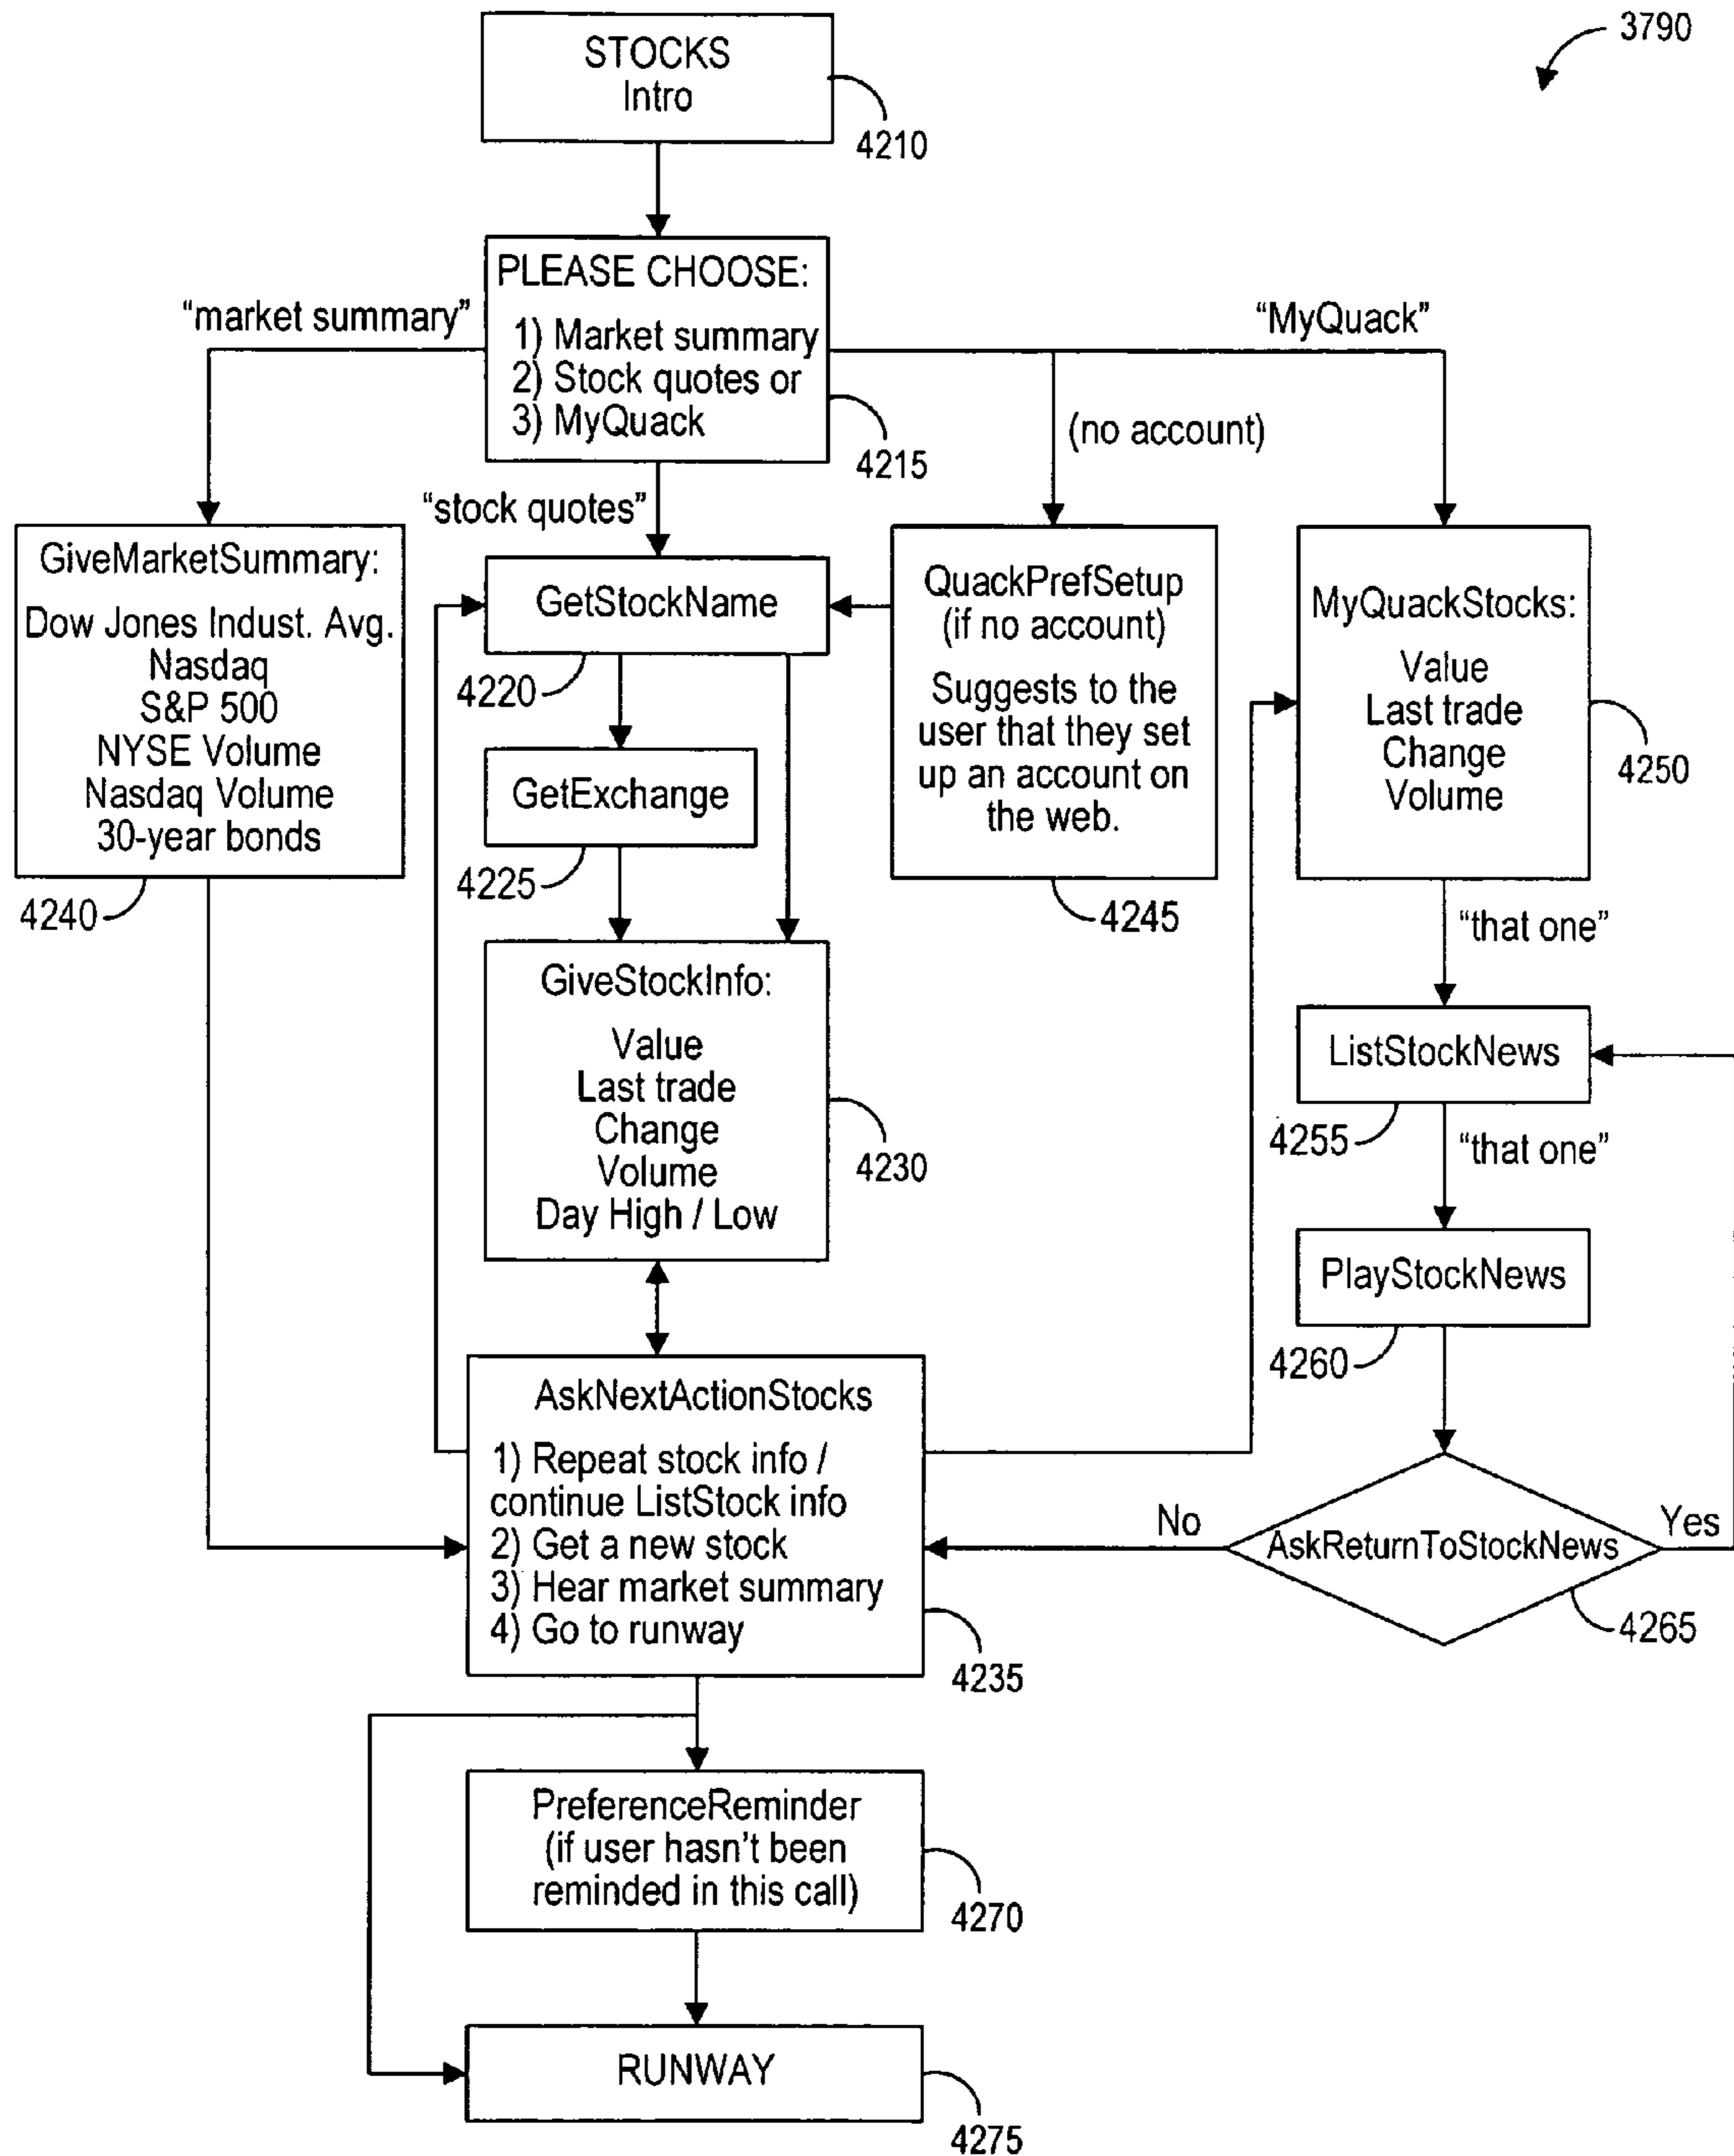 3790
STOCKS
Intro
4210
PLEASE CHOOSE:
1) Market summary
2) Stock quotes or
3) MyQuack
4215
“market summary”
“MyQuack”
(no account)
“stock quotes”
GiveMarketSummary:
Dow Jones Indust. Avg.
Nasdaq
S&P 500
NYSE Volume
Nasdaq Volume
30-year bonds
4240
GetStockName
4220
GetExchange
4225
QuackPrefSetup
(if no account)
Suggests to the
user that they set
up an account on
the web.
4245
MyQuackStocks:
Value
Last trade
Change
Volume
4250
“that one”
GiveStockInfo:
Value
Last trade
Change
Volume
Day High / Low
4230
ListStockNews
4255
“that one”
PlayStockNews
4260
AskNextActionStocks
1) Repeat stock info /
continue ListStock info
2) Get a new stock
3) Hear market summary
4) Go to runway
4235
No
AskReturnToStockNews
Yes
4265
PreferenceReminder
(if user hasn’t been
reminded in this call)
4270
RUNWAY
4275